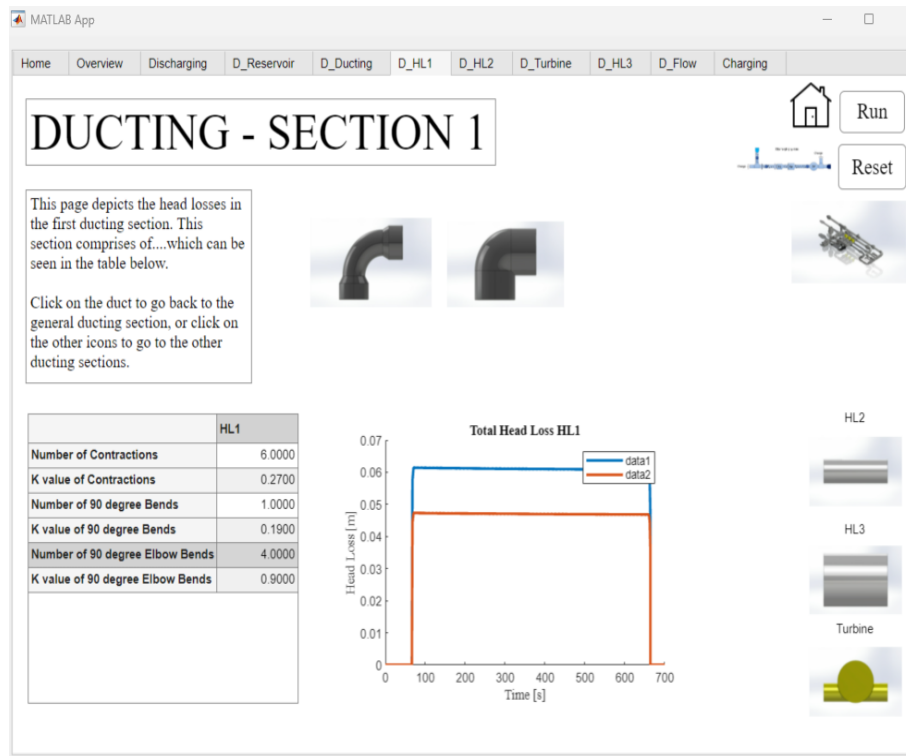 MATLAB App
Home Overview Discharging D_Reservoir D_Ducting D_HL1 D_HL2 D_Turbine D_HL3 D_Flow Charging
DUCTING - SECTION 1
Run
Reset
This page depicts the head losses in
the first ducting section. This
section comprises of....which can be
seen in the table below.
Click on the duct to go back to the
general ducting section, or click on
the other icons to go to the other
ducting sections.
HL1
Number of Contractions 6.0000
K value of Contractions 0.2700
Number of 90 degree Bends 1.0000
K value of 90 degree Bends 0.1900
Number of 90 degree Elbow Bends 4.0000
K value of 90 degree Elbow Bends 0.9000
Total Head Loss HL1
data1
data2
0.07
0.06
0.05
0.04
0.03
0.02
0.01
0
Head Loss [m]
0 100 200 300 400 500 600 700
Time [s]
HL2
HL3
Turbine